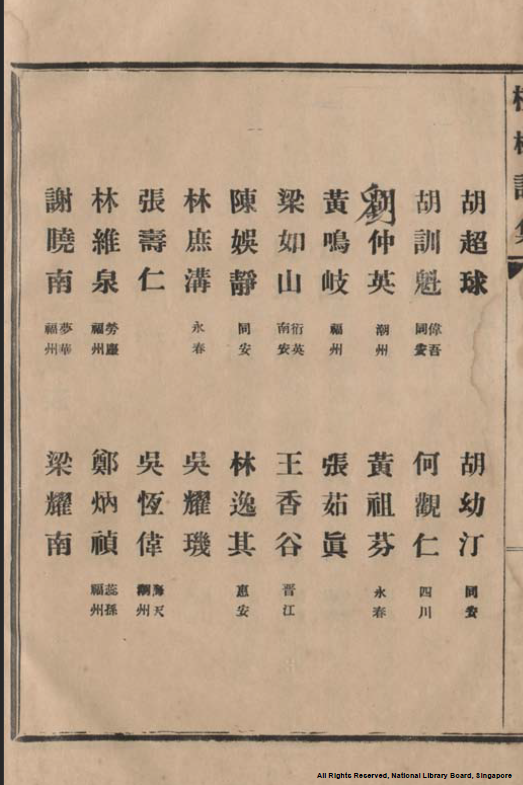 胡超球
胡幼汀 同安
胡訓魁 偉吾 同安
何觀仁 四川
劉仲英 潮州
黃祖芬 永春
黃鳴岐 福州
張茹眞
梁如山 衍英 南安
王香谷 晋江
陳娛靜 同安
林逸其 惠安
林庶溝 永春
吳耀璣
張壽仁
吳恆偉 海天 潮州
林維泉 勞塵 福州
鄭炳禎 蕊孫 福州
謝曉南 夢華 福州
梁耀南
All Rights Reserved, National Library Board, Singapore